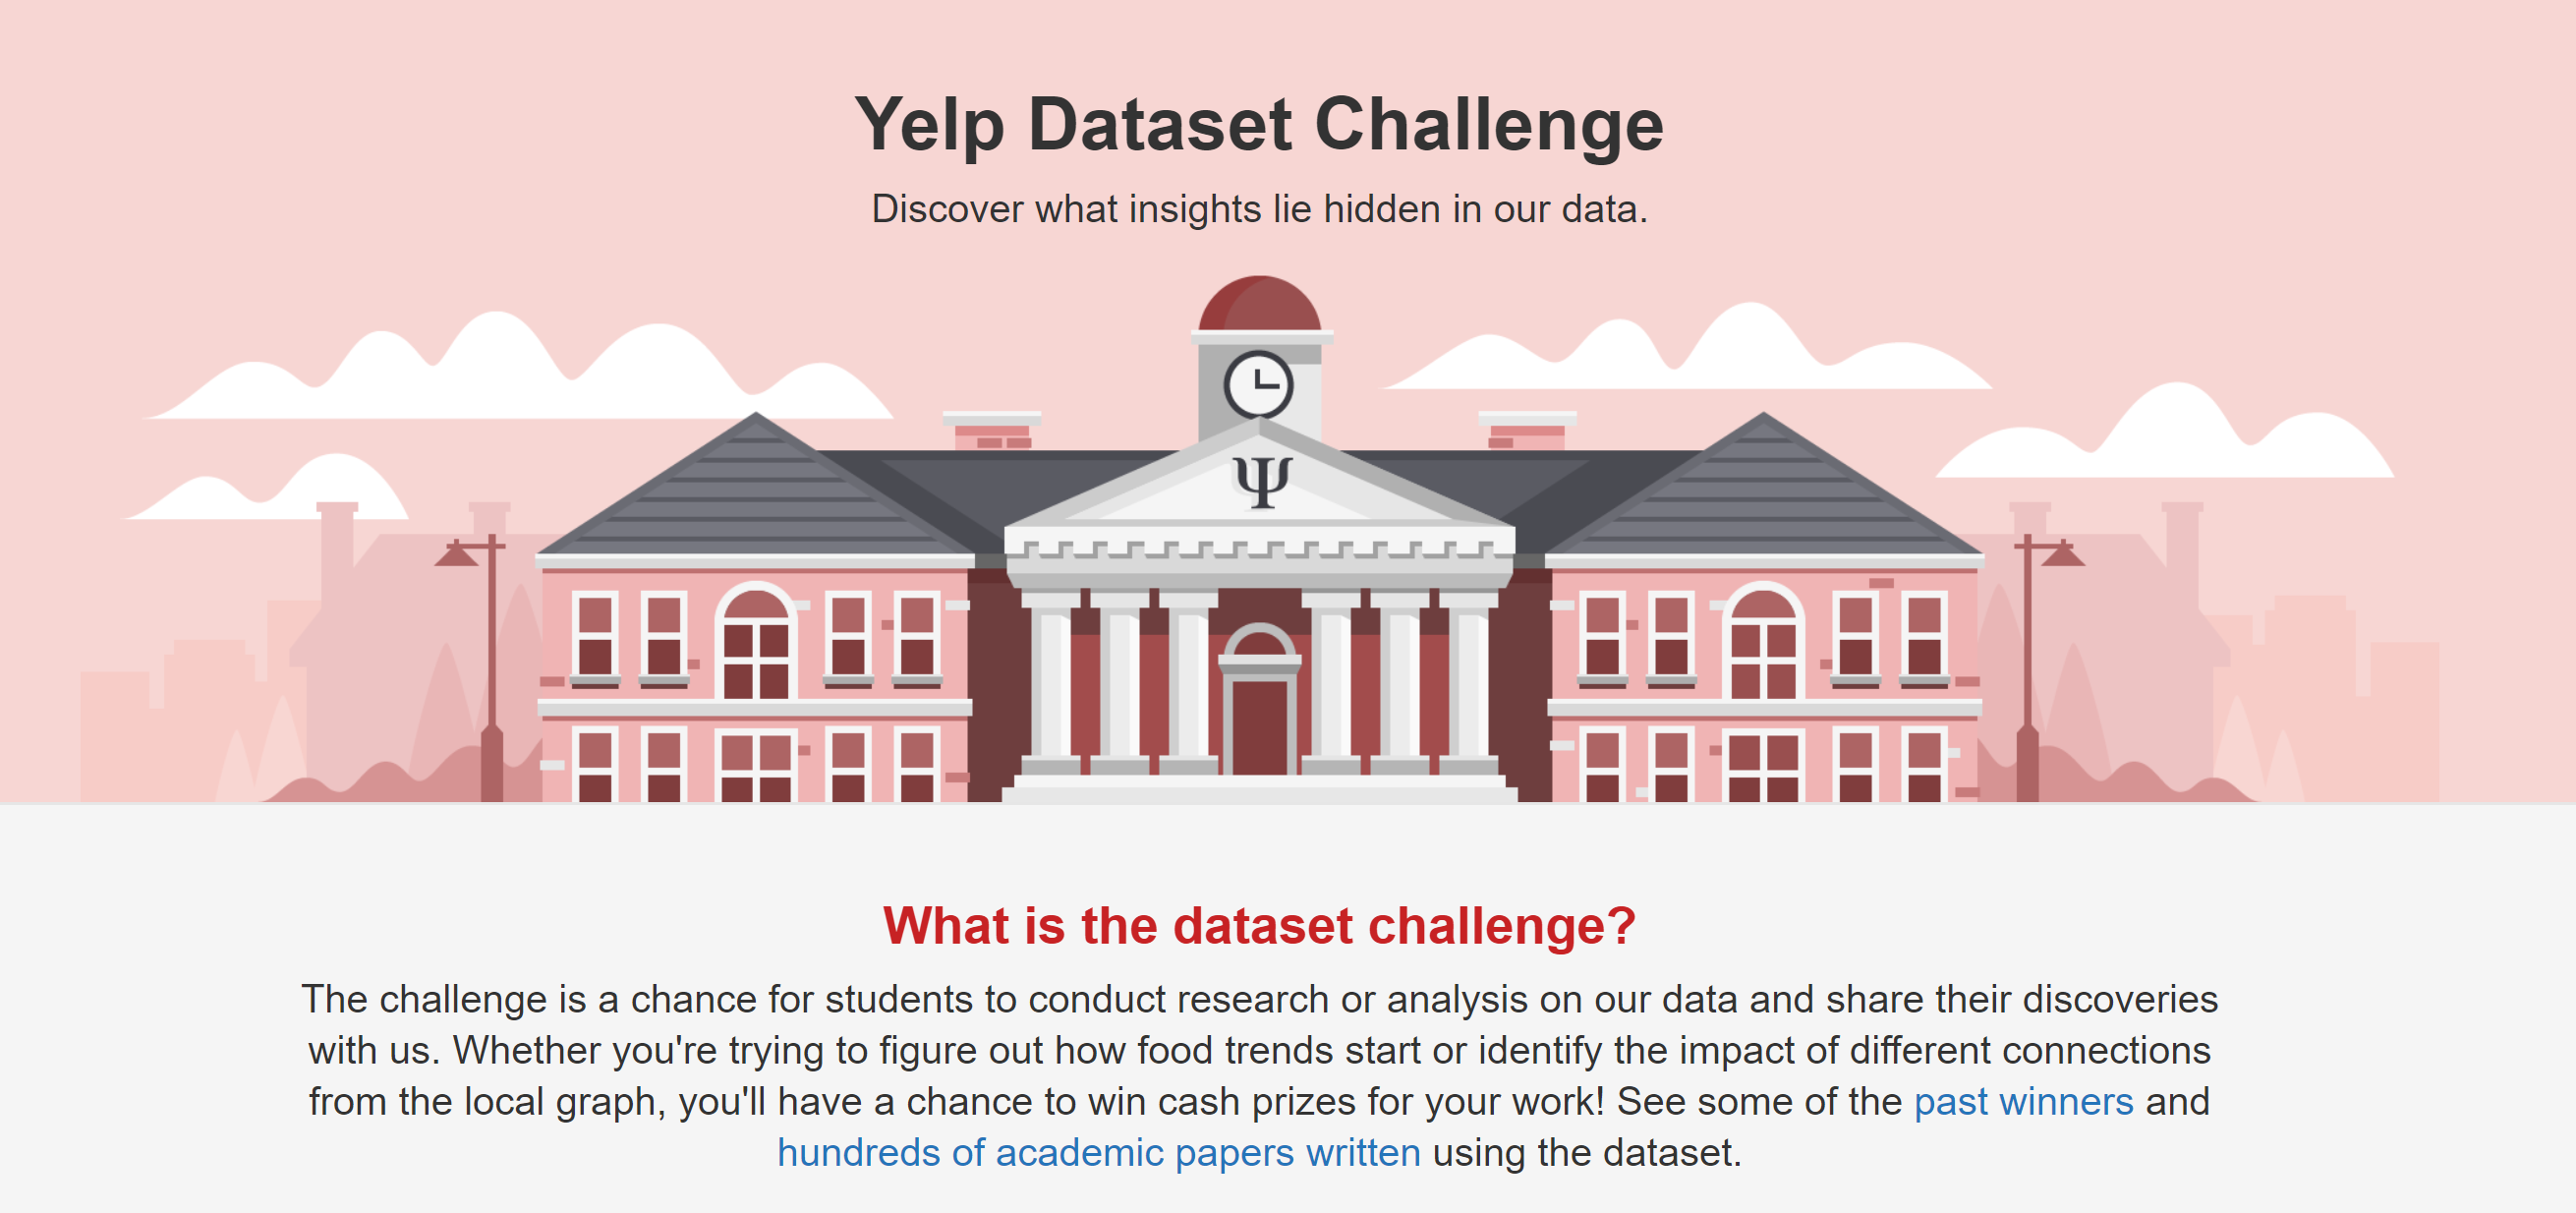 Yelp Dataset Challenge
Discover what insights lie hidden in our data.
Ψ
What is the dataset challenge?
The challenge is a chance for students to conduct research or analysis on our data and share their discoveries
with us. Whether you're trying to figure out how food trends start or identify the impact of different connections
from the local graph, you'll have a chance to win cash prizes for your work! See some of the past winners and
hundreds of academic papers written using the dataset.